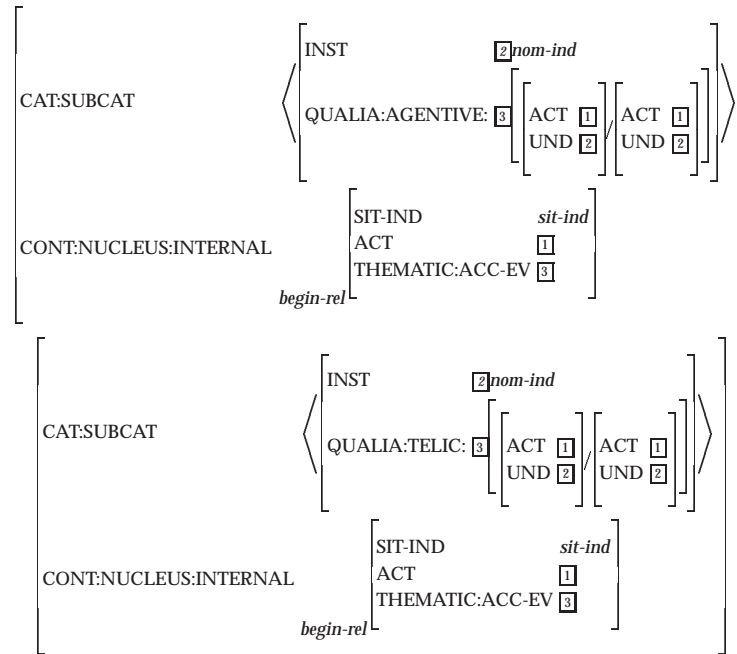 INST 2 nom-ind
CAT:SUBCAT
QUALIA:AGENTIVE: 3 ACT 1 / ACT 1
UND 2 UND 2
SIT-IND sit-ind
CONT:NUCLEUS:INTERNAL ACT 1
THEMATIC:ACC-EV 3
begin-rel
INST 2 nom-ind
CAT:SUBCAT
QUALIA:TELIC: 3 ACT 1 / ACT 1
UND 2 UND 2
SIT-IND sit-ind
CONT:NUCLEUS:INTERNAL ACT 1
THEMATIC:ACC-EV 3
begin-rel